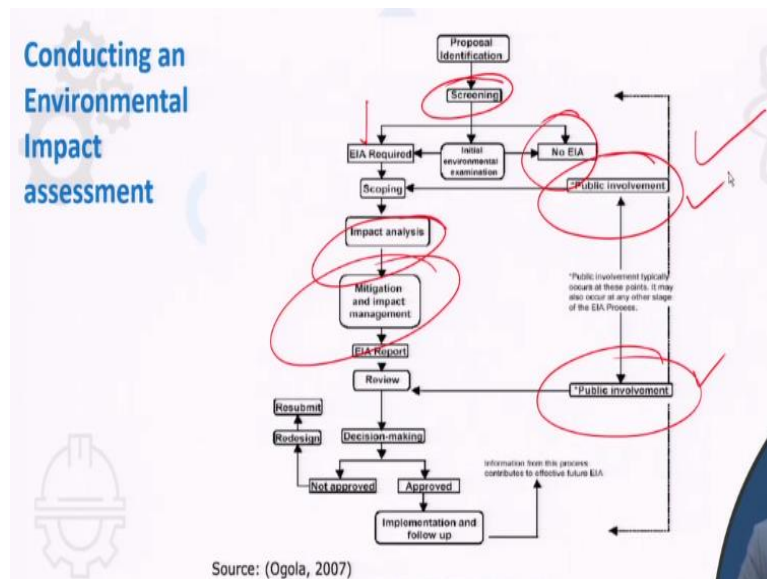 Conducting an
Environmental
Impact
assessment
Proposal
Identification
Screening
EIA Required
Initial
environmental
examination
No EIA
Scoping
*Public involvement
Impact analysis
*Public involvement typically
occurs at these points. It may
also occur at any other stage
of the EIA Process.
Mitigation
and impact
management
EIA Report
Review
*Public involvement
Resubmit
Redesign
Decision-making
Not approved
Approved
Information from this process
contributes to effective future EIA
Implementation and
follow up
Source: (Ogola, 2007)